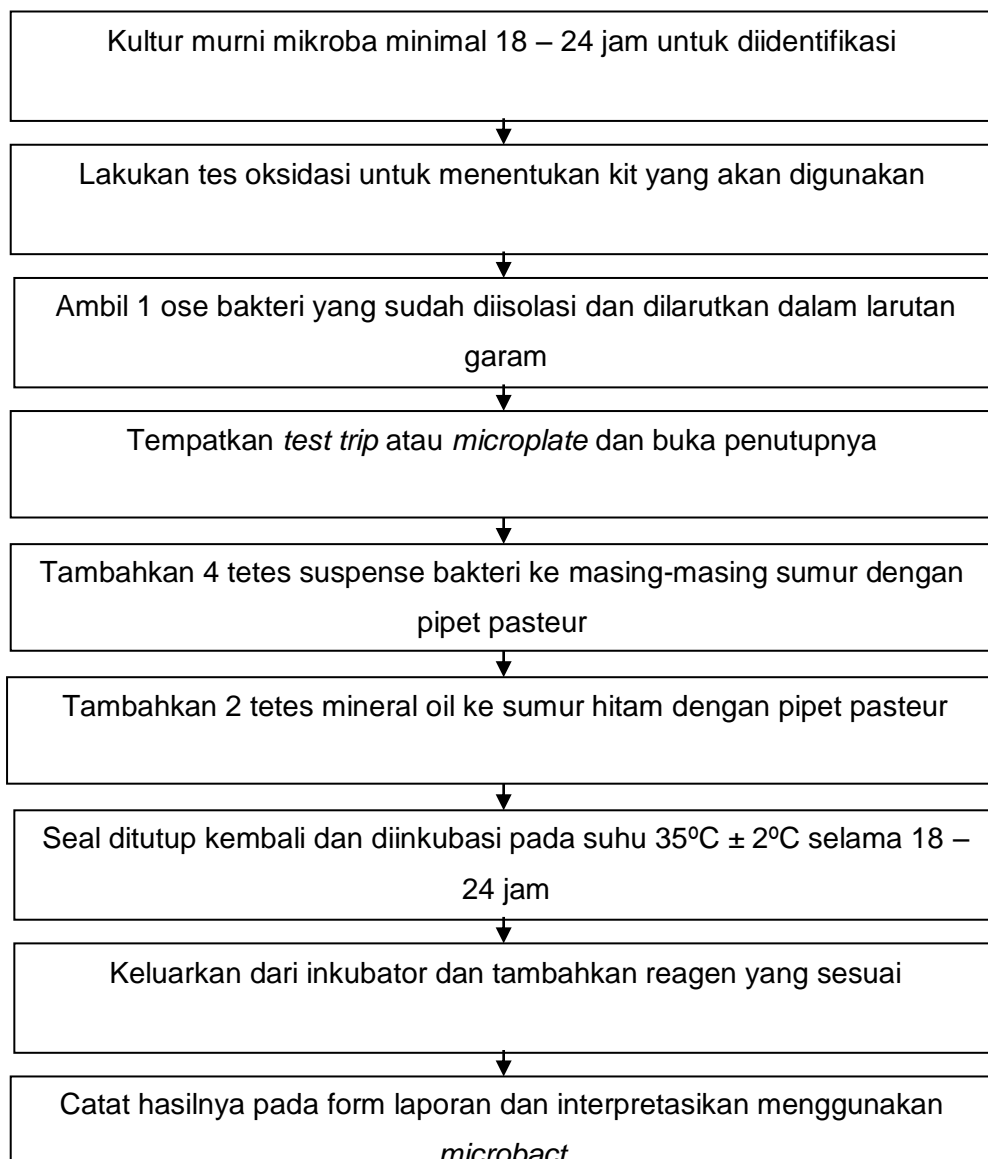 Kultur murni mikroba minimal 18 – 24 jam untuk diidentifikasi
Lakukan tes oksidasi untuk menentukan kit yang akan digunakan
Ambil 1 ose bakteri yang sudah diisolasi dan dilarutkan dalam larutan
garam
Tempatkan test trip atau microplate dan buka penutupnya
Tambahkan 4 tetes suspense bakteri ke masing-masing sumur dengan
pipet pasteur
Tambahkan 2 tetes mineral oil ke sumur hitam dengan pipet pasteur
Seal ditutup kembali dan diinkubasi pada suhu 35⁰C ± 2⁰C selama 18 –
24 jam
Keluarkan dari inkubator dan tambahkan reagen yang sesuai
Catat hasilnya pada form laporan dan interpretasikan menggunakan
microbact